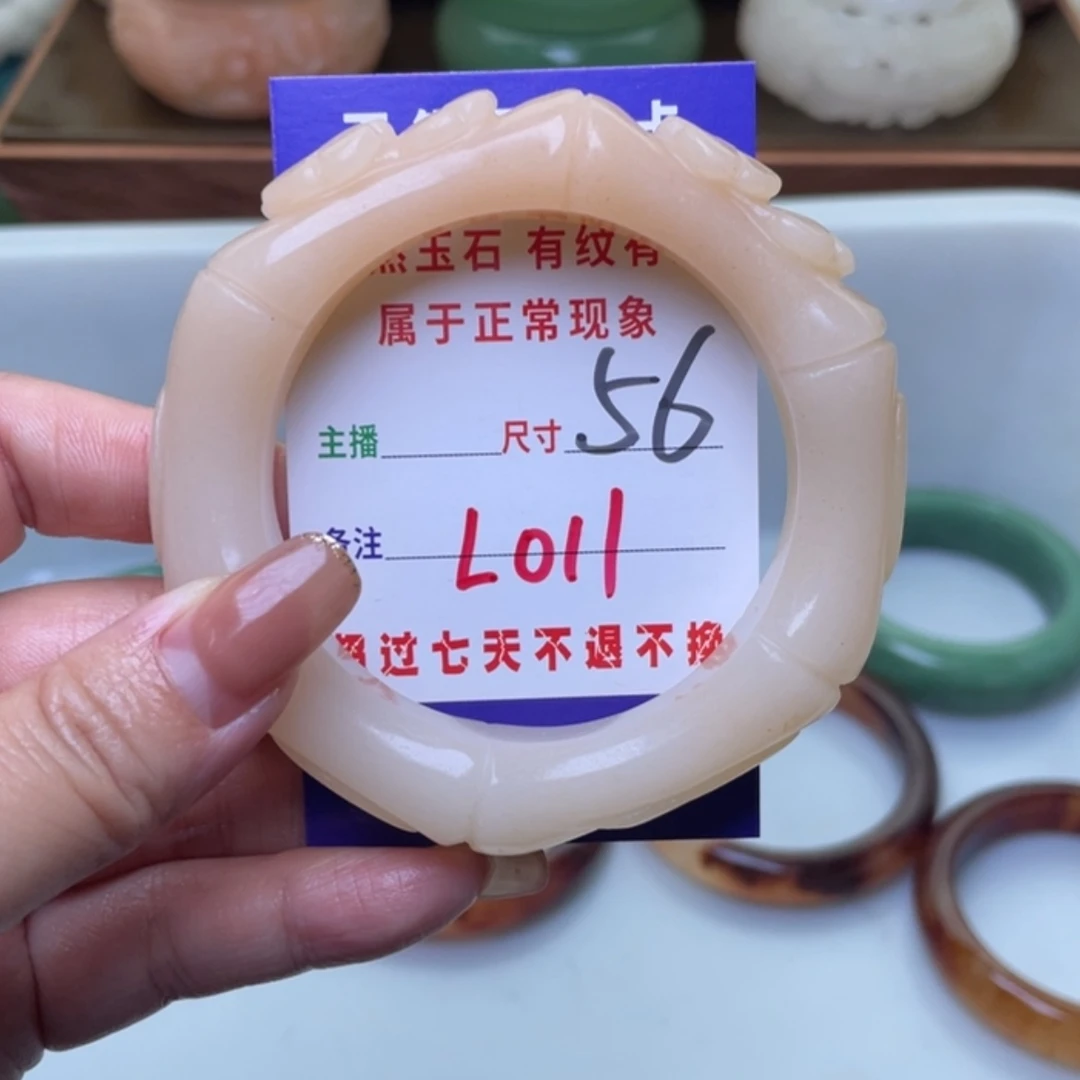 玉石 有纹有
属于正常现象
主播 尺寸 56
备注 L011
超过七天不退不换